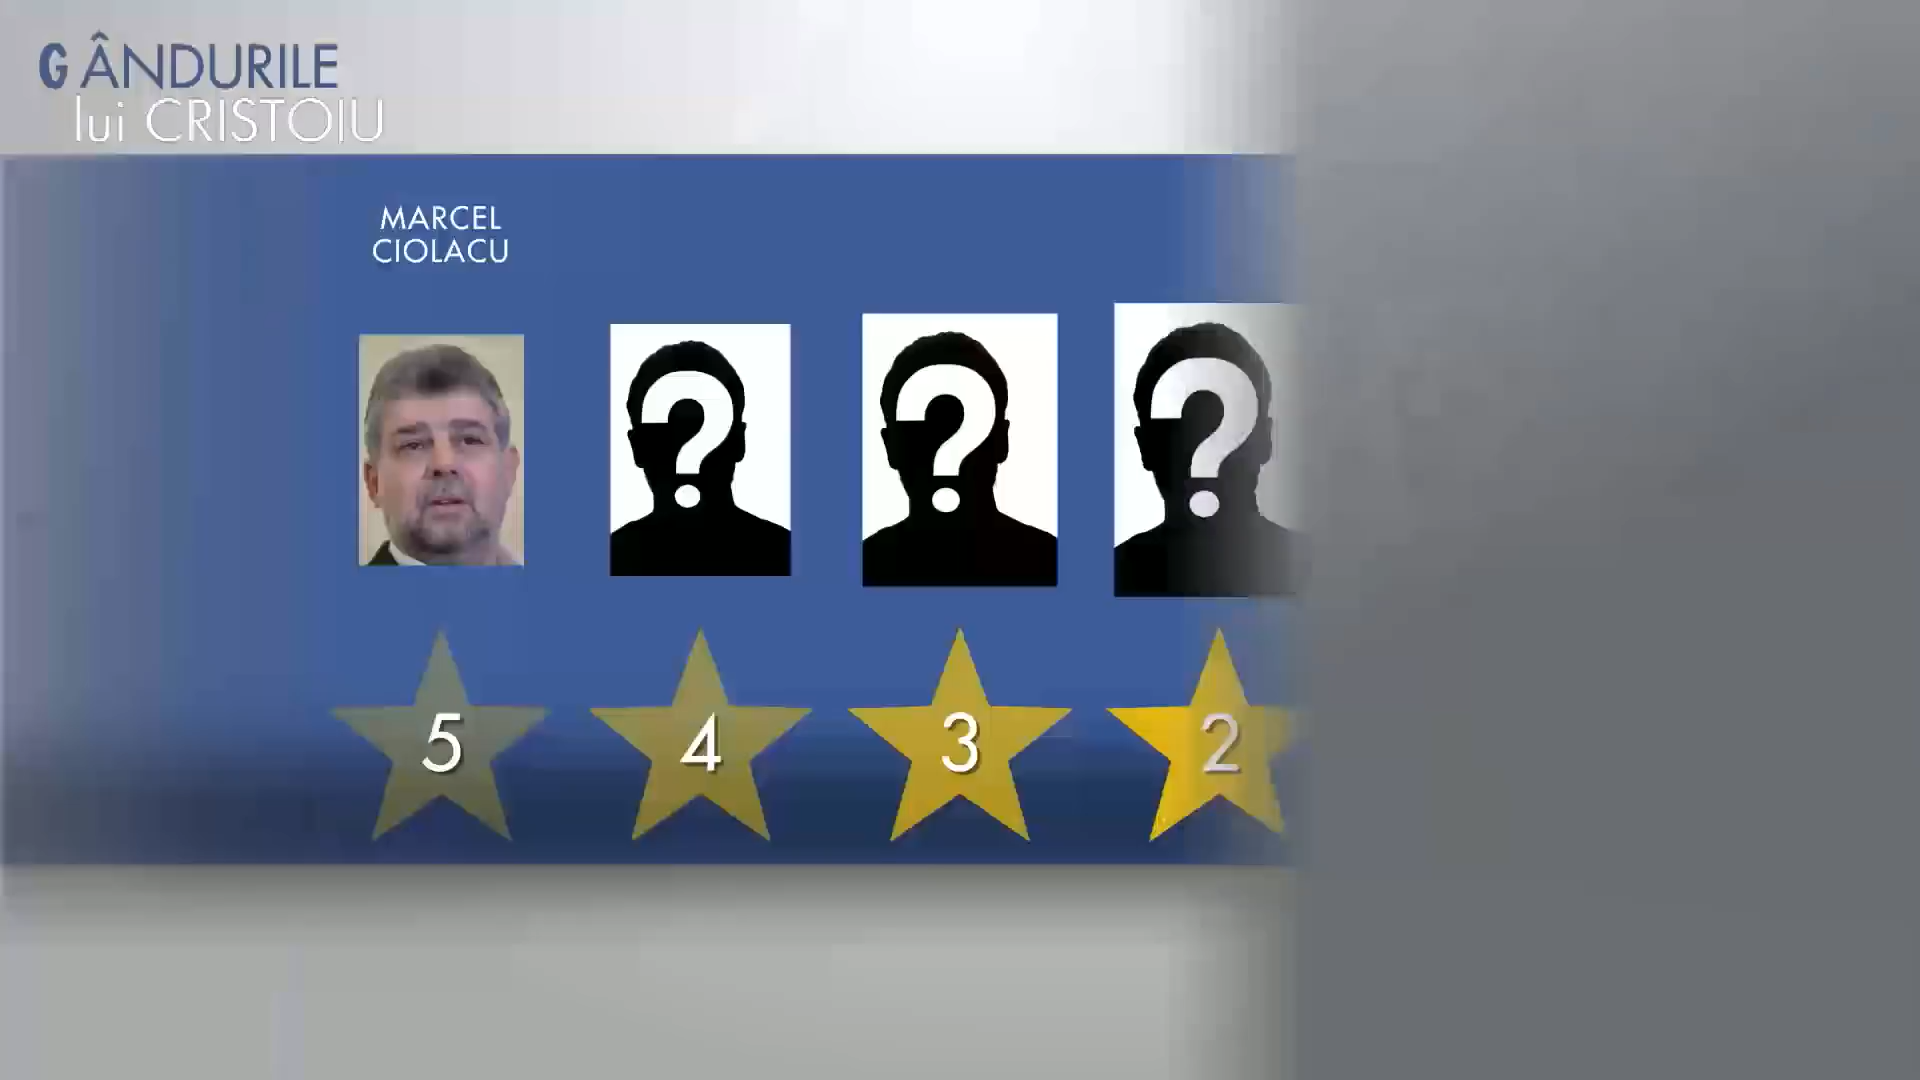 GÂNDURILE
lui CRISTOIU
MARCEL
CIOLACU
? ? ?
5 4 3 2